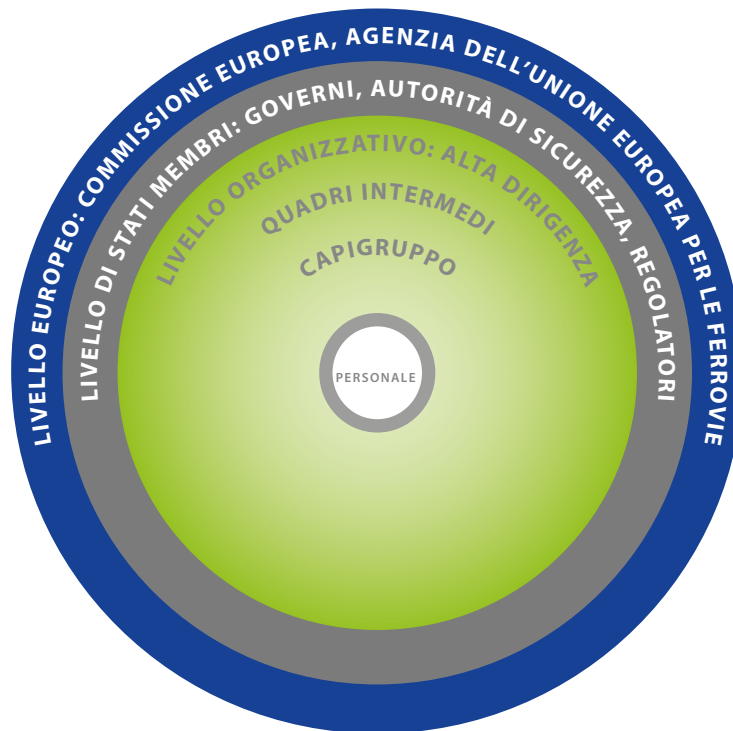 LIVELLO EUROPEO: COMMISSIONE EUROPEA, AGENZIA DELL'UNIONE EUROPEA PER LE FERROVIE
LIVELLO DI STATI MEMBRI: GOVERNI, AUTORITÀ DI SICUREZZA, REGOLATORI
LIVELLO ORGANIZZATIVO: ALTA DIRIGENZA
QUADRI INTERMEDI
CAPIGRUPPO
PERSONALE